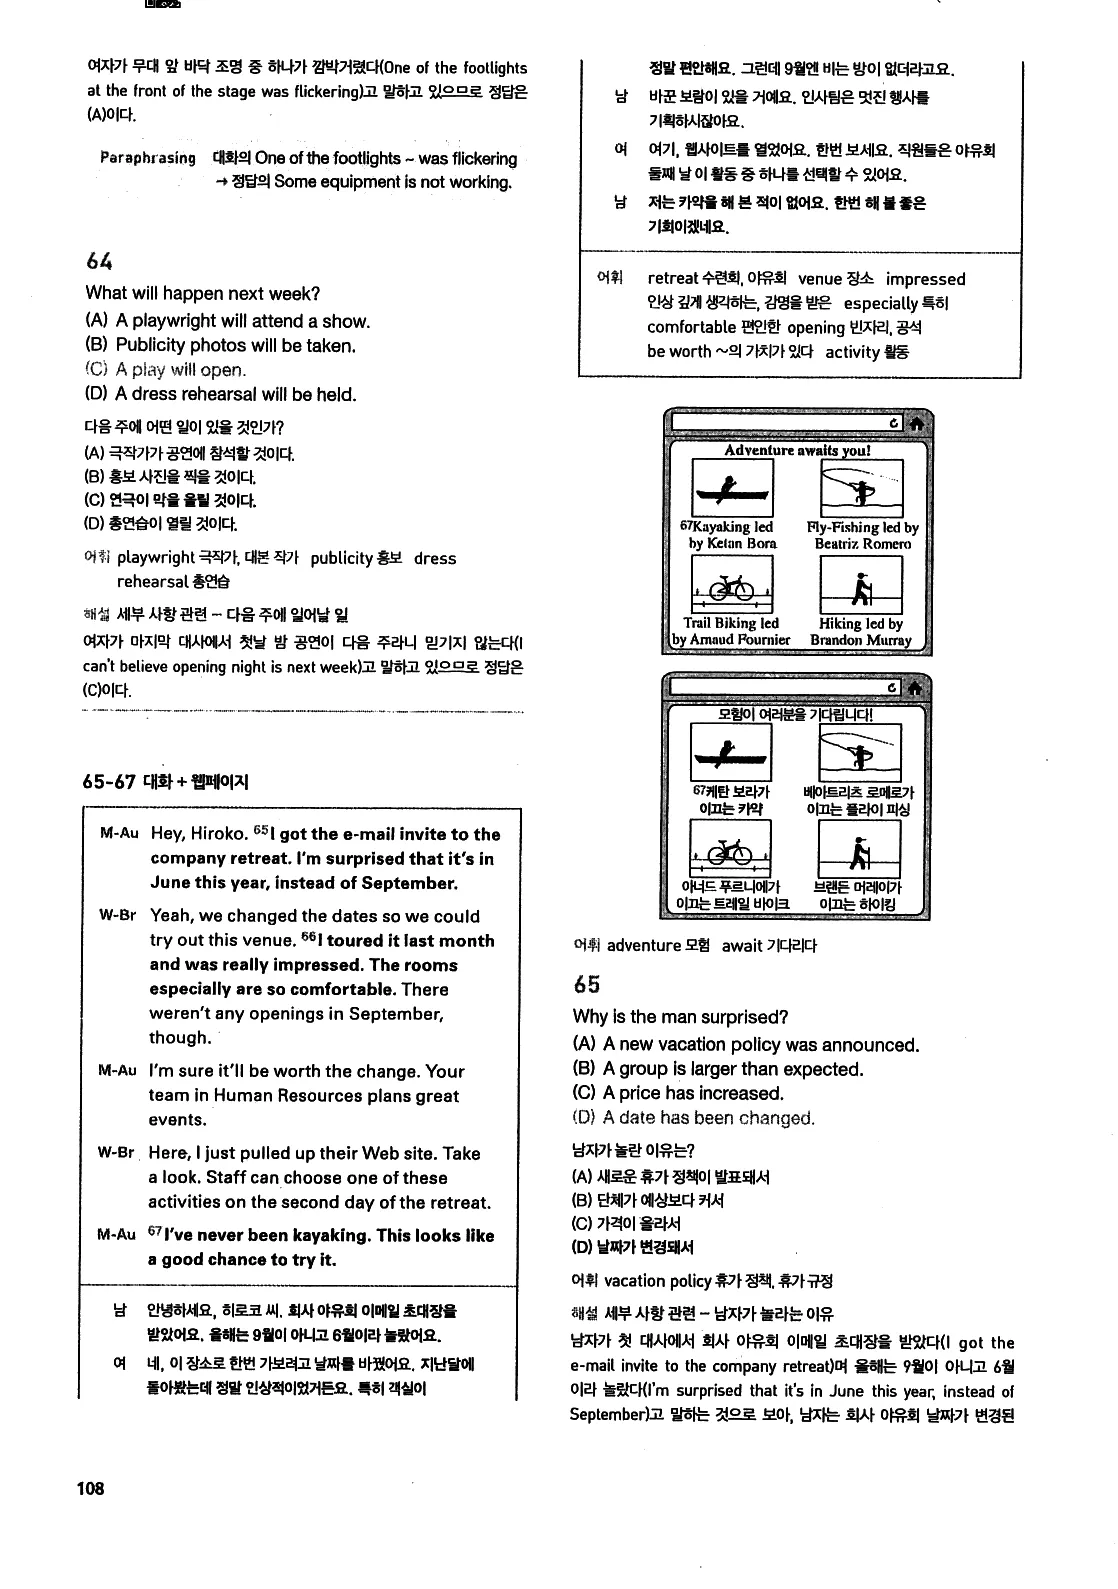 여자가 무대 앞 바닥 조명 중 하나가 깜박거렸다(One of the footlights
at the front of the stage was flickering)고 말하고 있으므로 정답은
(A)이다.
Paraphrasing 대화의 One of the footlights ~ was flickering
→ 정답의 Some equipment is not working.
64
What will happen next week?
(A) A playwright will attend a show.
(B) Publicity photos will be taken.
(C) A play will open.
(D) A dress rehearsal will be held.
다음 주에 어떤 일이 있을 것인가?
(A) 극작가가 공연에 참석할 것이다.
(B) 홍보 사진을 찍을 것이다.
(C) 연극이 막을 올릴 것이다.
(D) 총연습이 열릴 것이다.
어휘 playwright 극작가, 대본 작가 publicity 홍보 dress
rehearsal 총연습
해설 세부 사항 관련 – 다음 주에 일어날 일
여자가 마지막 대사에서 첫날 밤 공연이 다음 주라니 믿기지 않는다(I
can't believe opening night is next week)고 말하고 있으므로 정답은
(C)이다.
65-67 대화 + 웹페이지
M-Au Hey, Hiroko. 65I got the e-mail invite to the
company retreat. I'm surprised that it's in
June this year, instead of September.
W-Br Yeah, we changed the dates so we could
try out this venue. 66I toured it last month
and was really impressed. The rooms
especially are so comfortable. There
weren't any openings in September,
though.
M-Au I'm sure it'll be worth the change. Your
team in Human Resources plans great
events.
W-Br Here, I just pulled up their Web site. Take
a look. Staff can choose one of these
activities on the second day of the retreat.
M-Au 67I've never been kayaking. This looks like
a good chance to try it.
남 안녕하세요, 히로코 씨. 회사 야유회 이메일 초대장을
받았어요. 올해는 9월이 아니고 6월이라 놀랐어요.
여 네, 이 장소로 한번 가보려고 날짜를 바꿨어요. 지난달에
돌아봤는데 정말 인상적이었거든요. 특히 객실이
정말 편안해요. 그런데 9월엔 비는 방이 없더라고요.
남 바꾼 보람이 있을 거예요. 인사팀은 멋진 행사를
기획하시잖아요.
여 여기, 웹사이트를 열었어요. 한번 보세요. 직원들은 야유회
둘째 날 이 활동 중 하나를 선택할 수 있어요.
남 저는 카약을 해 본 적이 없어요. 한번 해 볼 좋은
기회이겠네요.
어휘 retreat 수련회, 야유회 venue 장소 impressed
인상 깊게 생각하는, 감명을 받은 especially 특히
comfortable 편안한 opening 빈자리, 공석
be worth ~의 가치가 있다 activity 활동
Adventure awaits you!
67Kayaking led
by Ketan Bora
Fly-Fishing led by
Beatriz Romero
Trail Biking led
by Arnaud Fournier
Hiking led by
Brandon Murray
모험이 여러분을 기다립니다!
67케탄 보라가
이끄는 카약
베아트리즈 로메로가
이끄는 플라이 피싱
아너드 푸르니에가
이끄는 트레일 바이크
브랜든 머레이가
이끄는 하이킹
어휘 adventure 모험 await 기다리다
65
Why is the man surprised?
(A) A new vacation policy was announced.
(B) A group is larger than expected.
(C) A price has increased.
(D) A date has been changed.
남자가 놀란 이유는?
(A) 새로운 휴가 정책이 발표돼서
(B) 단체가 예상보다 커서
(C) 가격이 올라서
(D) 날짜가 변경돼서
어휘 vacation policy 휴가 정책, 휴가 규정
해설 세부 사항 관련 – 남자가 놀라는 이유
남자가 첫 대사에서 회사 야유회 이메일 초대장을 받았다(I got the
e-mail invite to the company retreat)며 올해는 9월이 아니고 6월
이라 놀랐다(I'm surprised that it's in June this year, instead of
September)고 말하는 것으로 보아, 남자는 회사 야유회 날짜가 변경된
108